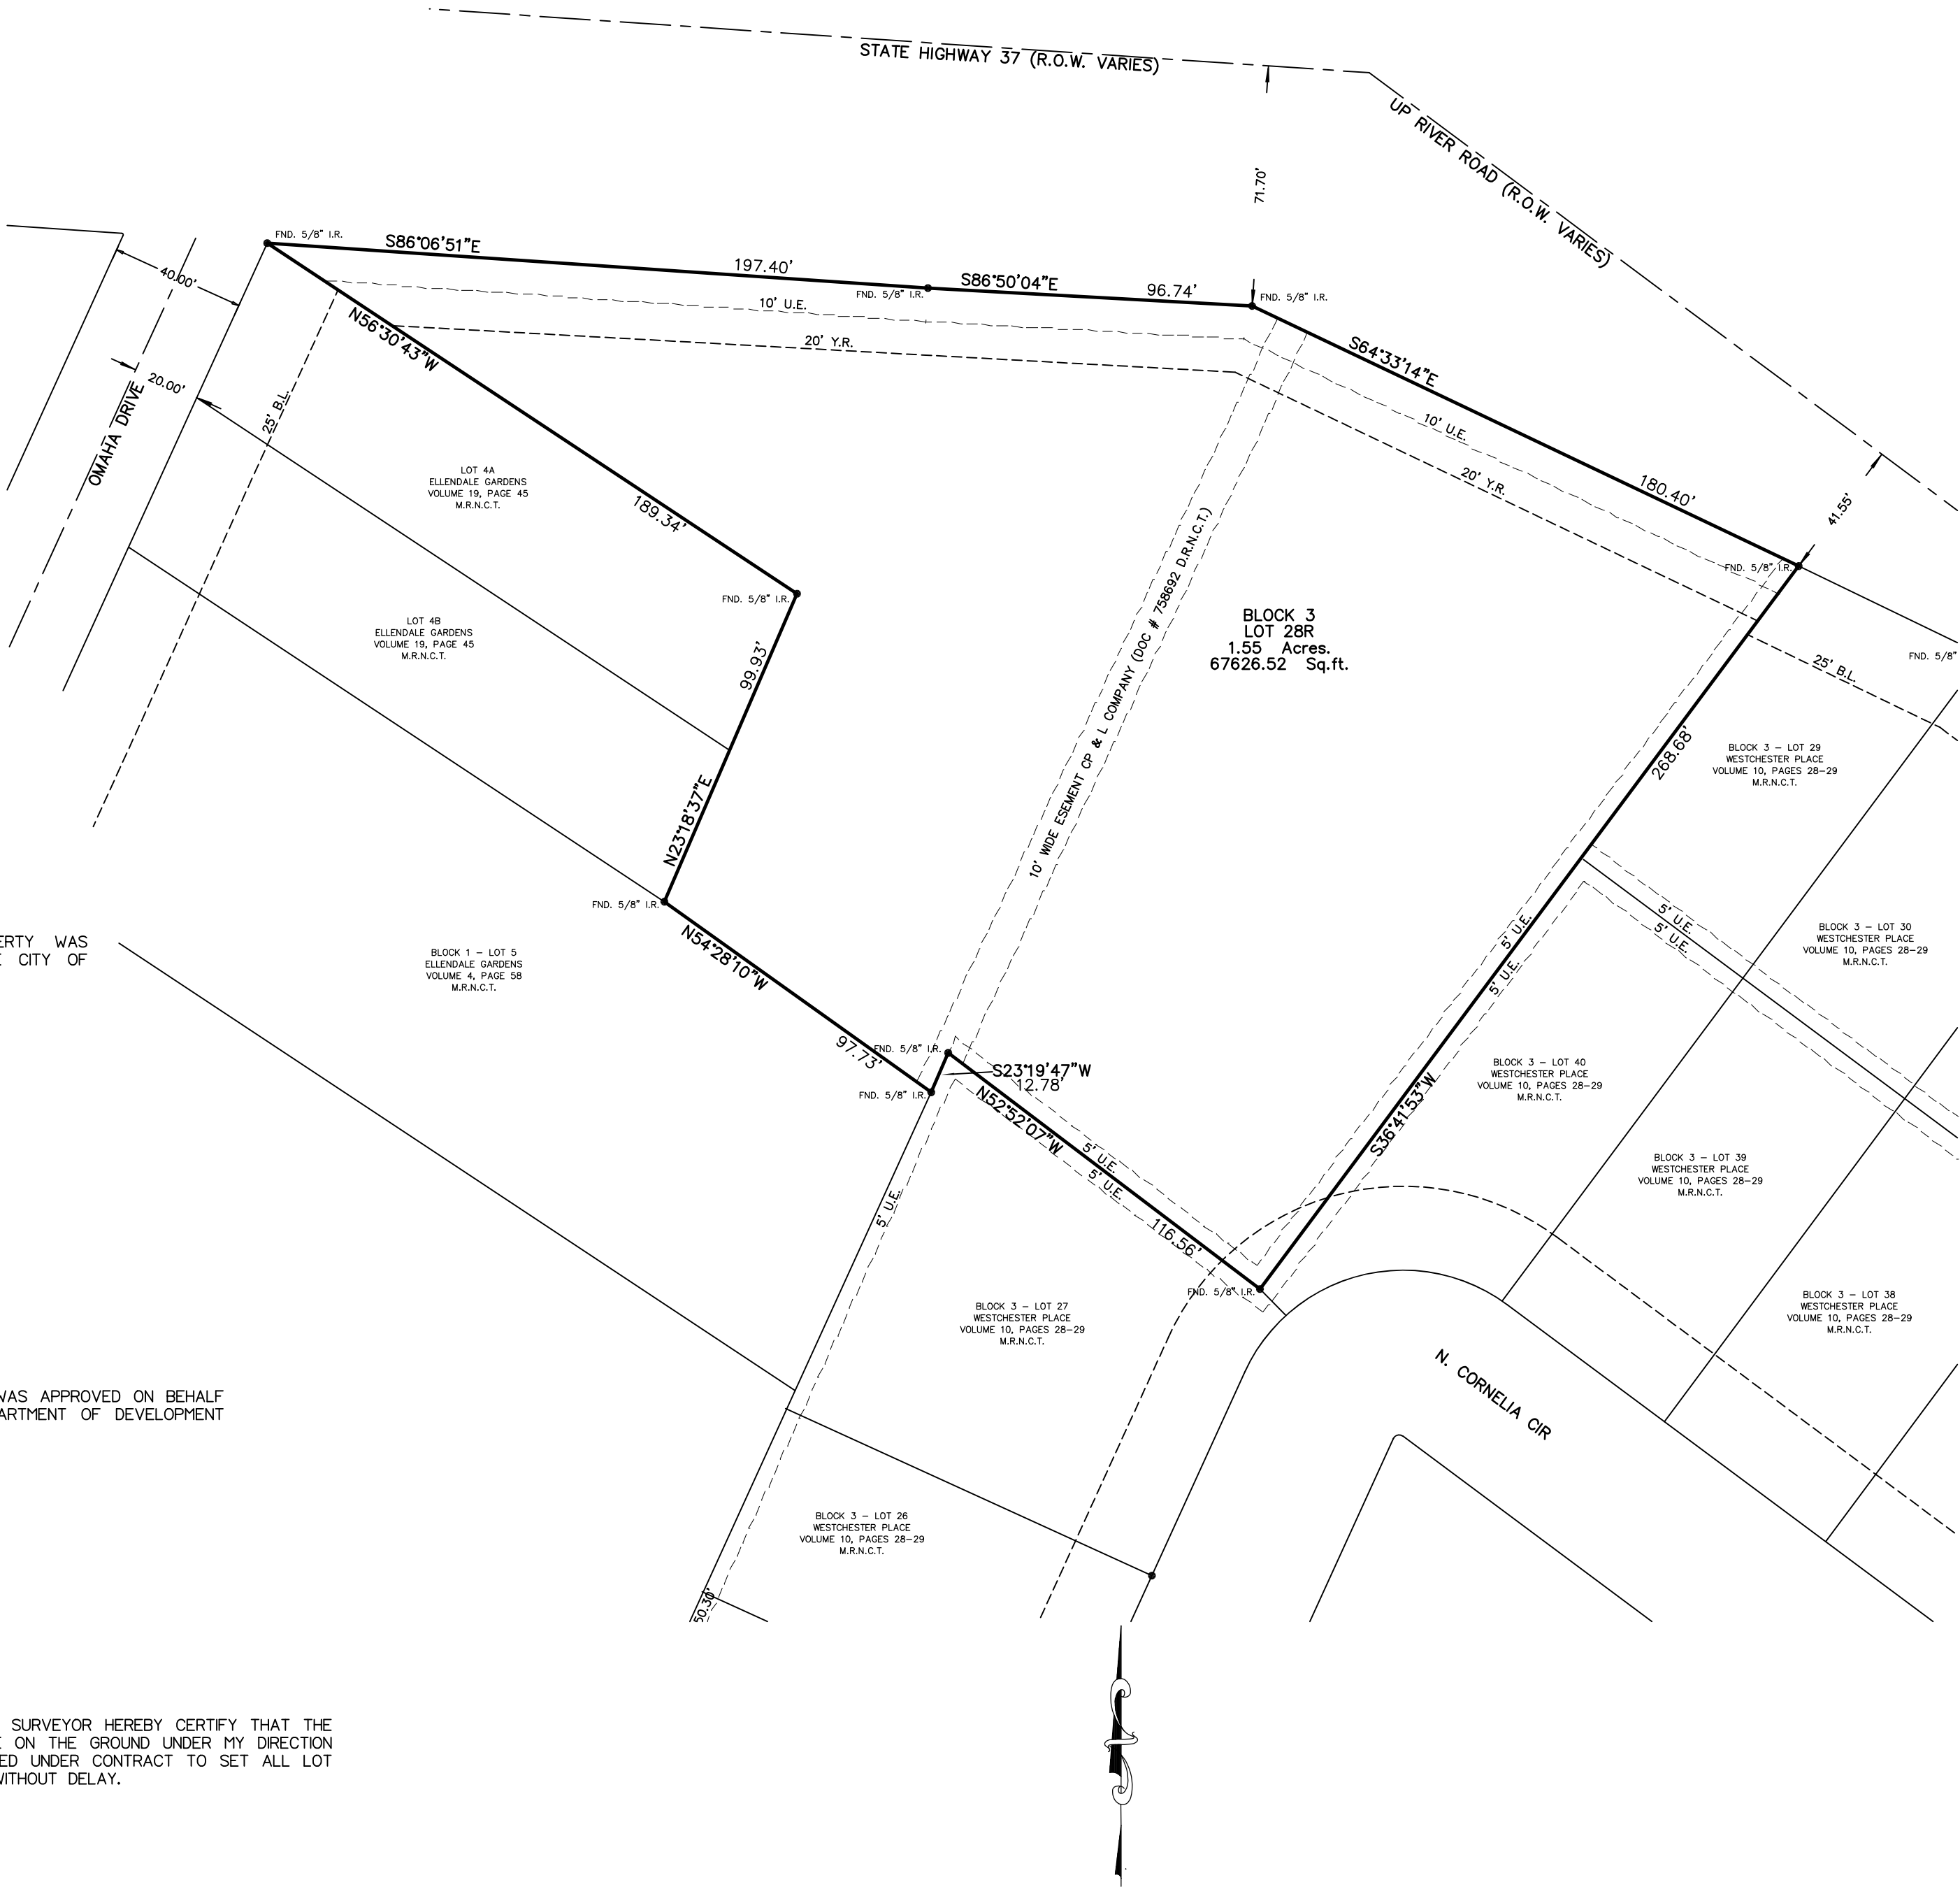 STATE HIGHWAY 37 (R.O.W. VARIES)
UP RIVER ROAD (R.O.W. VARIES)
71.70'
FND. 5/8" I.R.
S86°06'51"E
197.40'
FND. 5/8" I.R.
S86°50'04"E
96.74'
FND. 5/8" I.R.
40.00'
20.00'
OMAHA DRIVE
25' B.L.
N56°30'43"W
189.34'
10' U.E.
20' Y.R.
S64°33'14"E
180.40'
10' U.E.
20' Y.R.
41.55'
FND. 5/8" I.R.
FND. 5/8"
25' B.L.
LOT 4A
ELLENDALE GARDENS
VOLUME 19, PAGE 45
M.R.N.C.T.
LOT 4B
ELLENDALE GARDENS
VOLUME 19, PAGE 45
M.R.N.C.T.
FND. 5/8" I.R.
99.93'
N23°18'37"E
10' WIDE ESEMENT CP & L COMPANY (DOC # 758692 D.R.N.C.T.)
BLOCK 3
LOT 28R
1.55 Acres.
67626.52 Sq.ft.
268.68'
S36°41'53"W
BLOCK 3 – LOT 29
WESTCHESTER PLACE
VOLUME 10, PAGES 28–29
M.R.N.C.T.
5' U.E.
5' U.E.
5' U.E.
5' U.E.
BLOCK 3 – LOT 30
WESTCHESTER PLACE
VOLUME 10, PAGES 28–29
M.R.N.C.T.
FND. 5/8" I.R.
ERTY WAS
CITY OF
BLOCK 1 – LOT 5
ELLENDALE GARDENS
VOLUME 4, PAGE 58
M.R.N.C.T.
N54°28'10"W
97.73'
FND. 5/8" I.R.
S23°19'47"W
12.78'
FND. 5/8" I.R.
N52°52'07"W
116.56'
5' U.E.
5' U.E.
5' U.E.
FND. 5/8" I.R.
BLOCK 3 – LOT 40
WESTCHESTER PLACE
VOLUME 10, PAGES 28–29
M.R.N.C.T.
BLOCK 3 – LOT 39
WESTCHESTER PLACE
VOLUME 10, PAGES 28–29
M.R.N.C.T.
BLOCK 3 – LOT 38
WESTCHESTER PLACE
VOLUME 10, PAGES 28–29
M.R.N.C.T.
BLOCK 3 – LOT 27
WESTCHESTER PLACE
VOLUME 10, PAGES 28–29
M.R.N.C.T.
N. CORNELIA CIR
WAS APPROVED ON BEHALF
ARTMENT OF DEVELOPMENT
BLOCK 3 – LOT 26
WESTCHESTER PLACE
VOLUME 10, PAGES 28–29
M.R.N.C.T.
50.30'
SURVEYOR HEREBY CERTIFY THAT THE
ON THE GROUND UNDER MY DIRECTION
ED UNDER CONTRACT TO SET ALL LOT
WITHOUT DELAY.